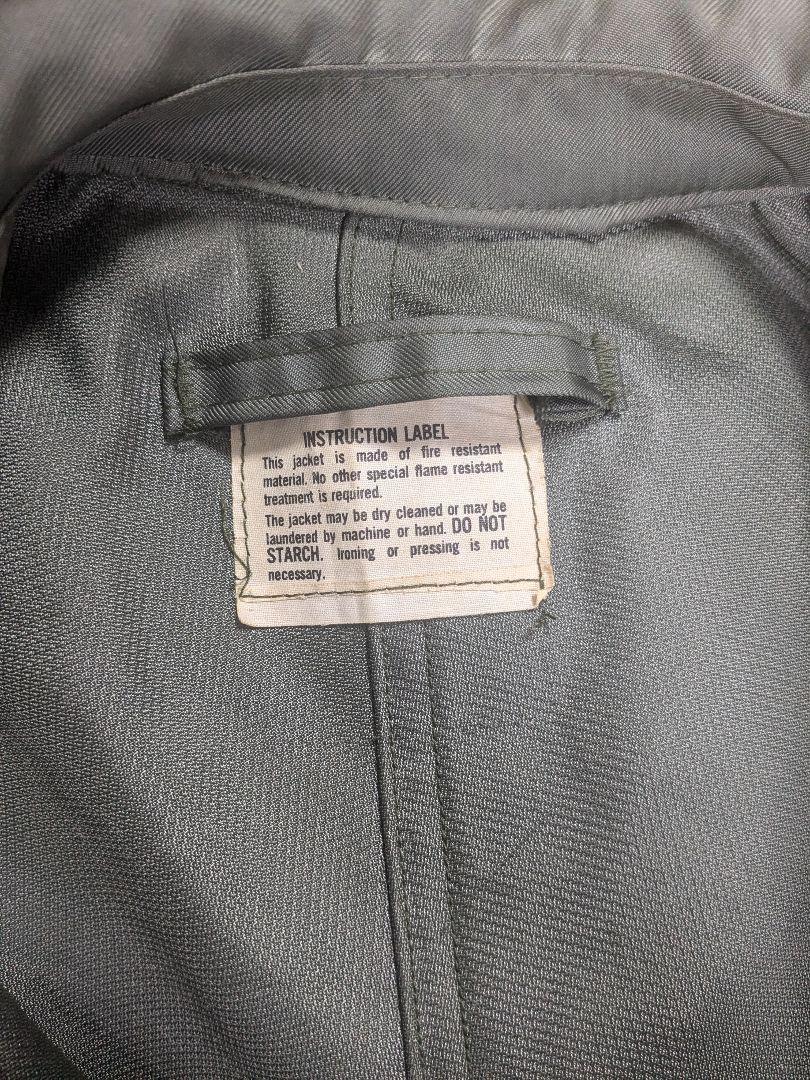 INSTRUCTION LABEL
This jacket is made of fire resistant
material. No other special flame resistant
treatment is required.
The jacket may be dry cleaned or may be
laundered by machine or hand. DO NOT
STARCH. Ironing or pressing is not
necessary.